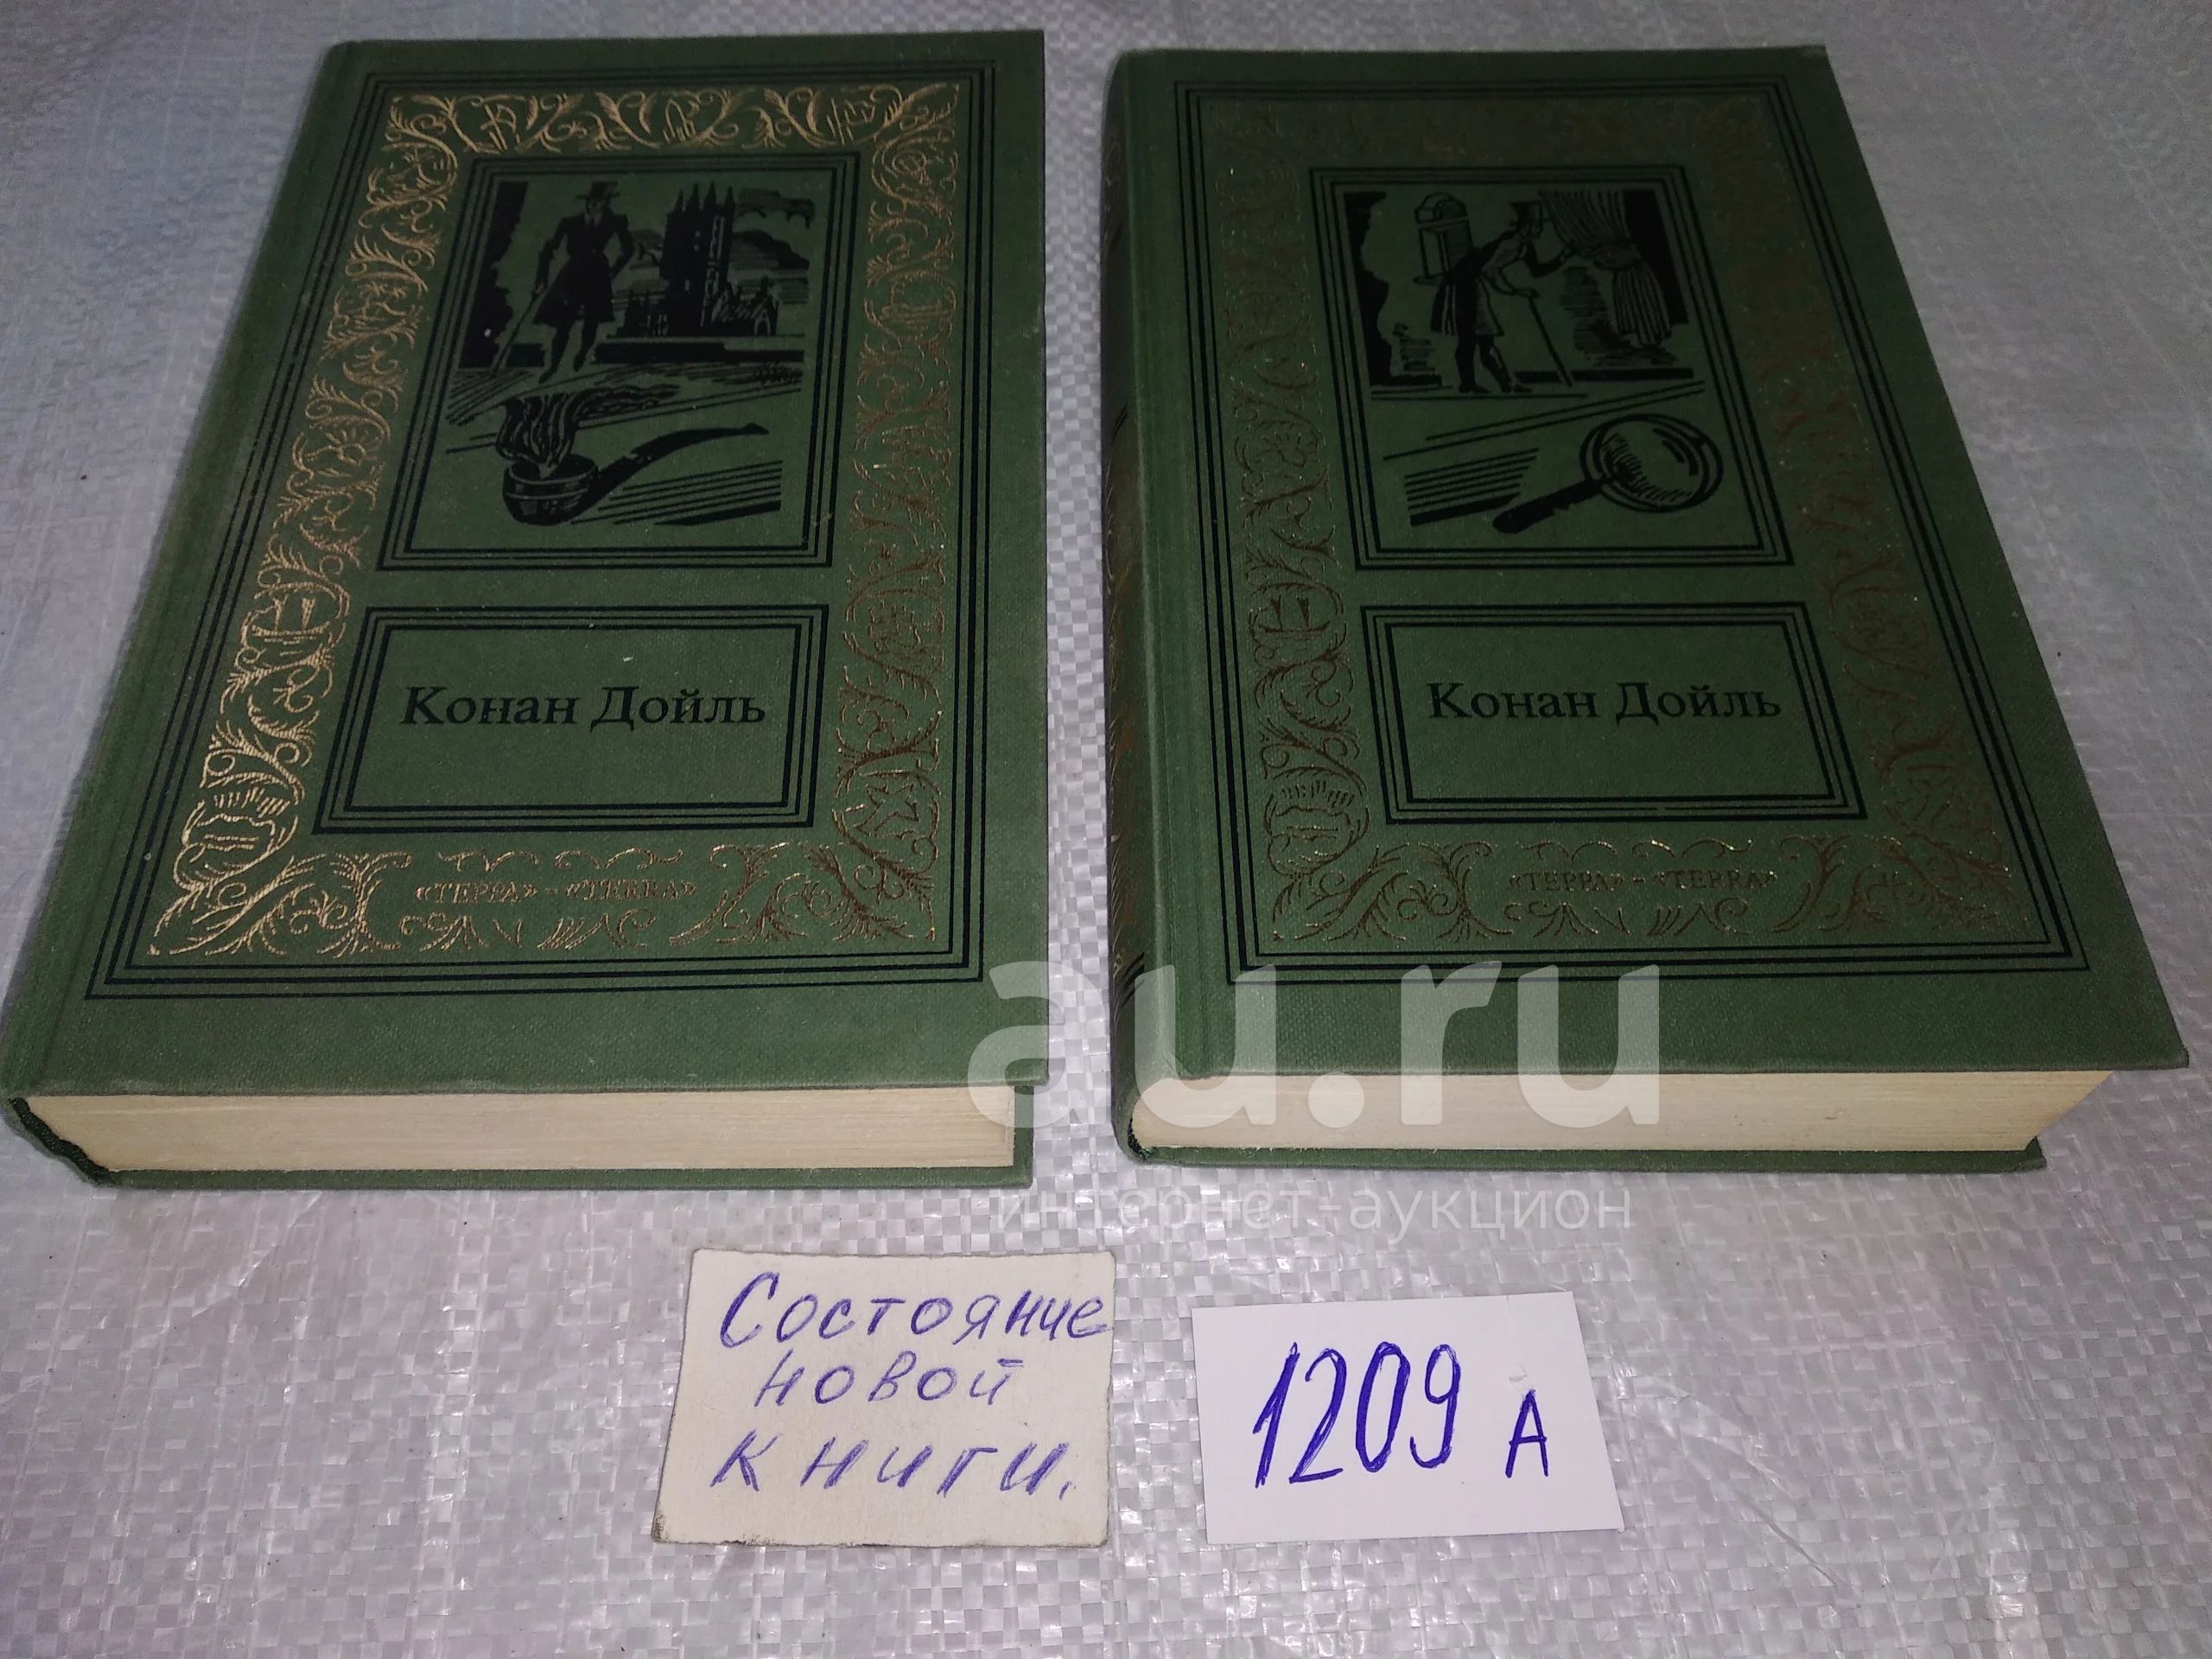 Конан Дойль
«ТЕРРА» – «TERRA»
Конан Дойль
«ТЕРРА» – «TERRA»
au.ru
интернет-аукцион
Состояние
новой
книги.
1209 А